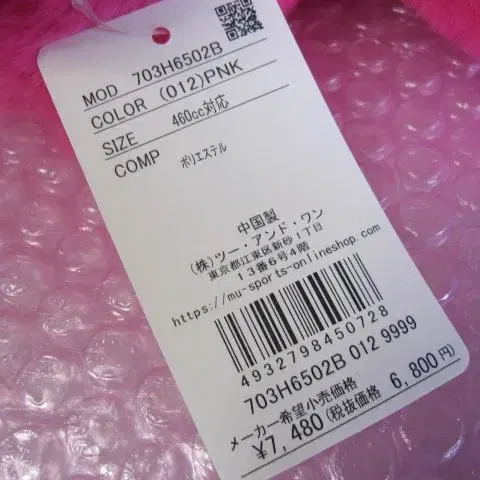 MOD 703H6502B
COLOR (012)PNK
SIZE 460cc対応
COMP ポリエステル
中国製
(株)ツー・アンド・ワン
東京都江東区新砂1丁目
13番6号4階
https://mu-sports-onlineshop.com
4932798450728
703H6502B 012 9999
メーカー希望小売価格
¥7,480(税抜価格 6,800円)